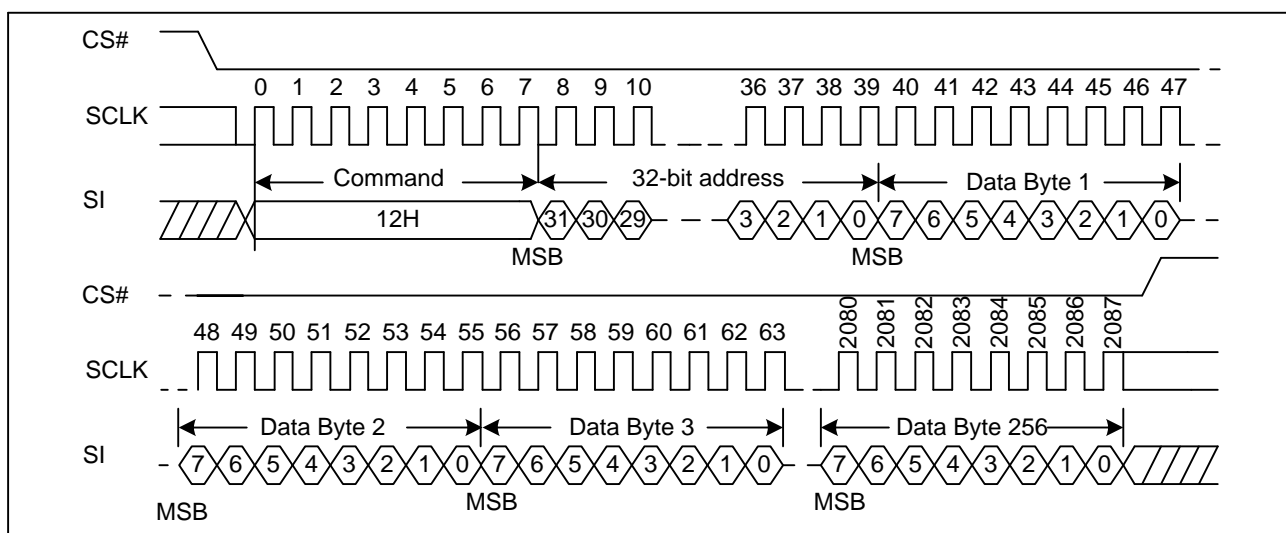 CS#
0 1 2 3 4 5 6 7 8 9 10 36 37 38 39 40 41 42 43 44 45 46 47
SCLK
Command 32-bit address Data Byte 1
SI
12H 31 30 29 3 2 1 0 7 6 5 4 3 2 1 0
MSB MSB
CS#
48 49 50 51 52 53 54 55 56 57 58 59 60 61 62 63 2080 2081 2082 2083 2084 2085 2086 2087
SCLK
Data Byte 2 Data Byte 3 Data Byte 256
SI
7 6 5 4 3 2 1 0 7 6 5 4 3 2 1 0 7 6 5 4 3 2 1 0
MSB MSB MSB